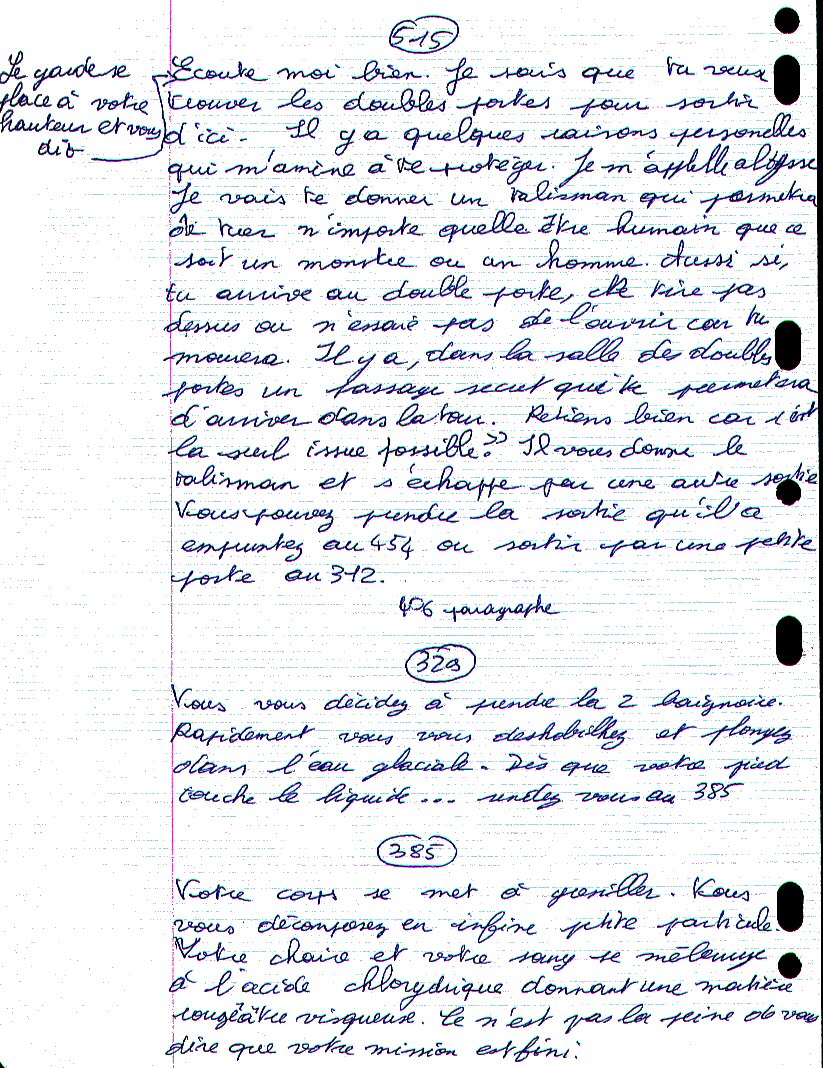 515
Le garde se
place à votre
hauteur et vous
dit
Ecoute moi bien. Je sais que tu veux
trouver les doubles portes pour sortir
d'ici. Il y a quelques raisons personelles
qui m'amène à te protéger. Je m'appelle
Je vais te donner un talisman qui permetra
de tuer n'importe quelle être humain que ce
soit un monstre ou un homme. Aussi si,
tu arrive au double porte, ne tire pas
dessus ou n'essaie pas de l'ouvrir car tu
mourera. Il y a, dans la salle des doubles
portes un passage secret qui te permetera
d'arriver dans la tour. Retiens bien car c'est
la seul issue possible. » Il vous donne le
talisman et s'échappe par une autre sortie
Vous pouvez prendre la sortie qu'il a
empruntez au 454 ou sortir par une petite
porte au 312.
406 paragraphe
329
Vous vous décidez à prendre la 2 baignoire.
Rapidement vous vous deshabilhez et plongez
dans l'eau glaciale. Dès que votre pied
touche le liquide... rendez vous au 385
385
Votre corps se met à greziller. Vous
vous décomposez en infine ptite particule.
Votre chaire et votre sang se mélange
à l'acide chlorydrique donnant une matière
rougeâtre visqueuse. Ce n'est pas la peine de vous
dire que votre mission est fini.